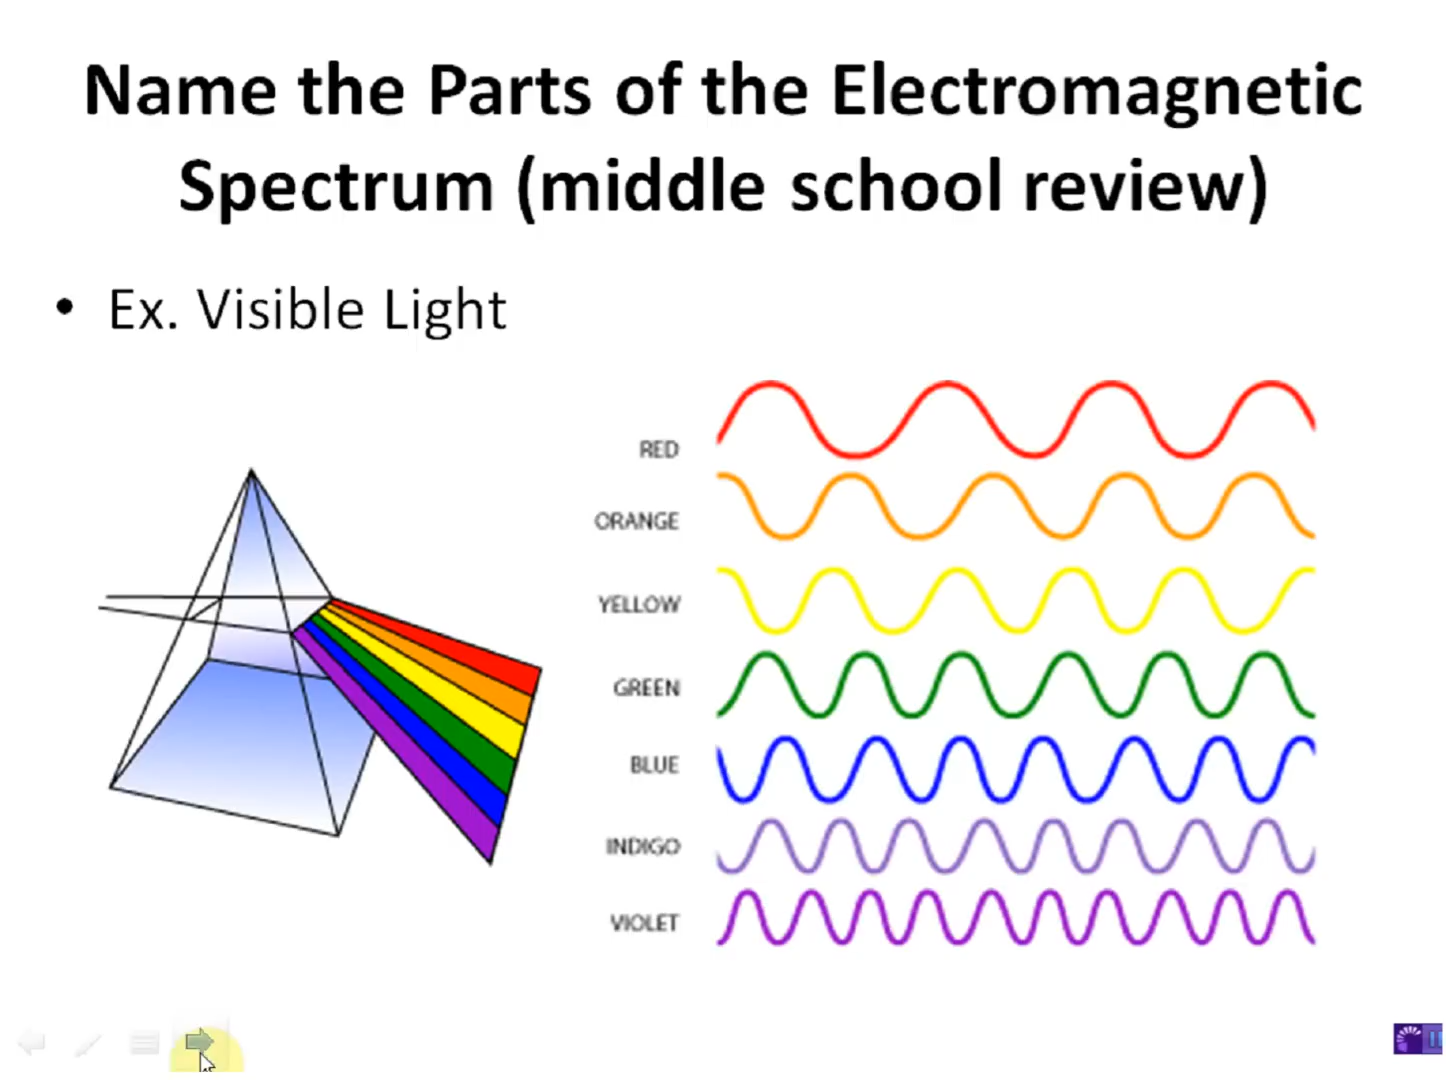 Name the Parts of the Electromagnetic
Spectrum (middle school review)
• Ex. Visible Light
RED
ORANGE
YELLOW
GREEN
BLUE
INDIGO
VIOLET